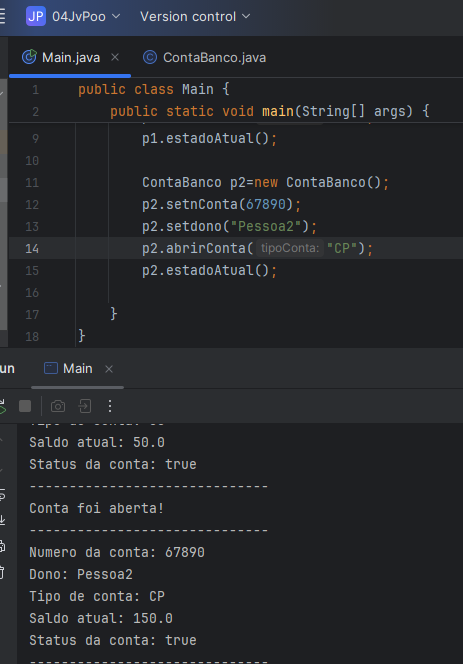 JP 04JvPoo Version control
Main.java ContaBanco.java
1 public class Main {
2 public static void main(String[] args) {
9 p1.estadoAtual();
10
11 ContaBanco p2=new ContaBanco();
12 p2.setnConta(67890);
13 p2.setdono("Pessoa2");
14 p2.abrirConta( tipoConta: "CP");
15 p2.estadoAtual();
16
17 }
18 }
un Main
Saldo atual: 50.0
Status da conta: true
------------------------------
Conta foi aberta!
------------------------------
Numero da conta: 67890
Dono: Pessoa2
Tipo de conta: CP
Saldo atual: 150.0
Status da conta: true
------------------------------